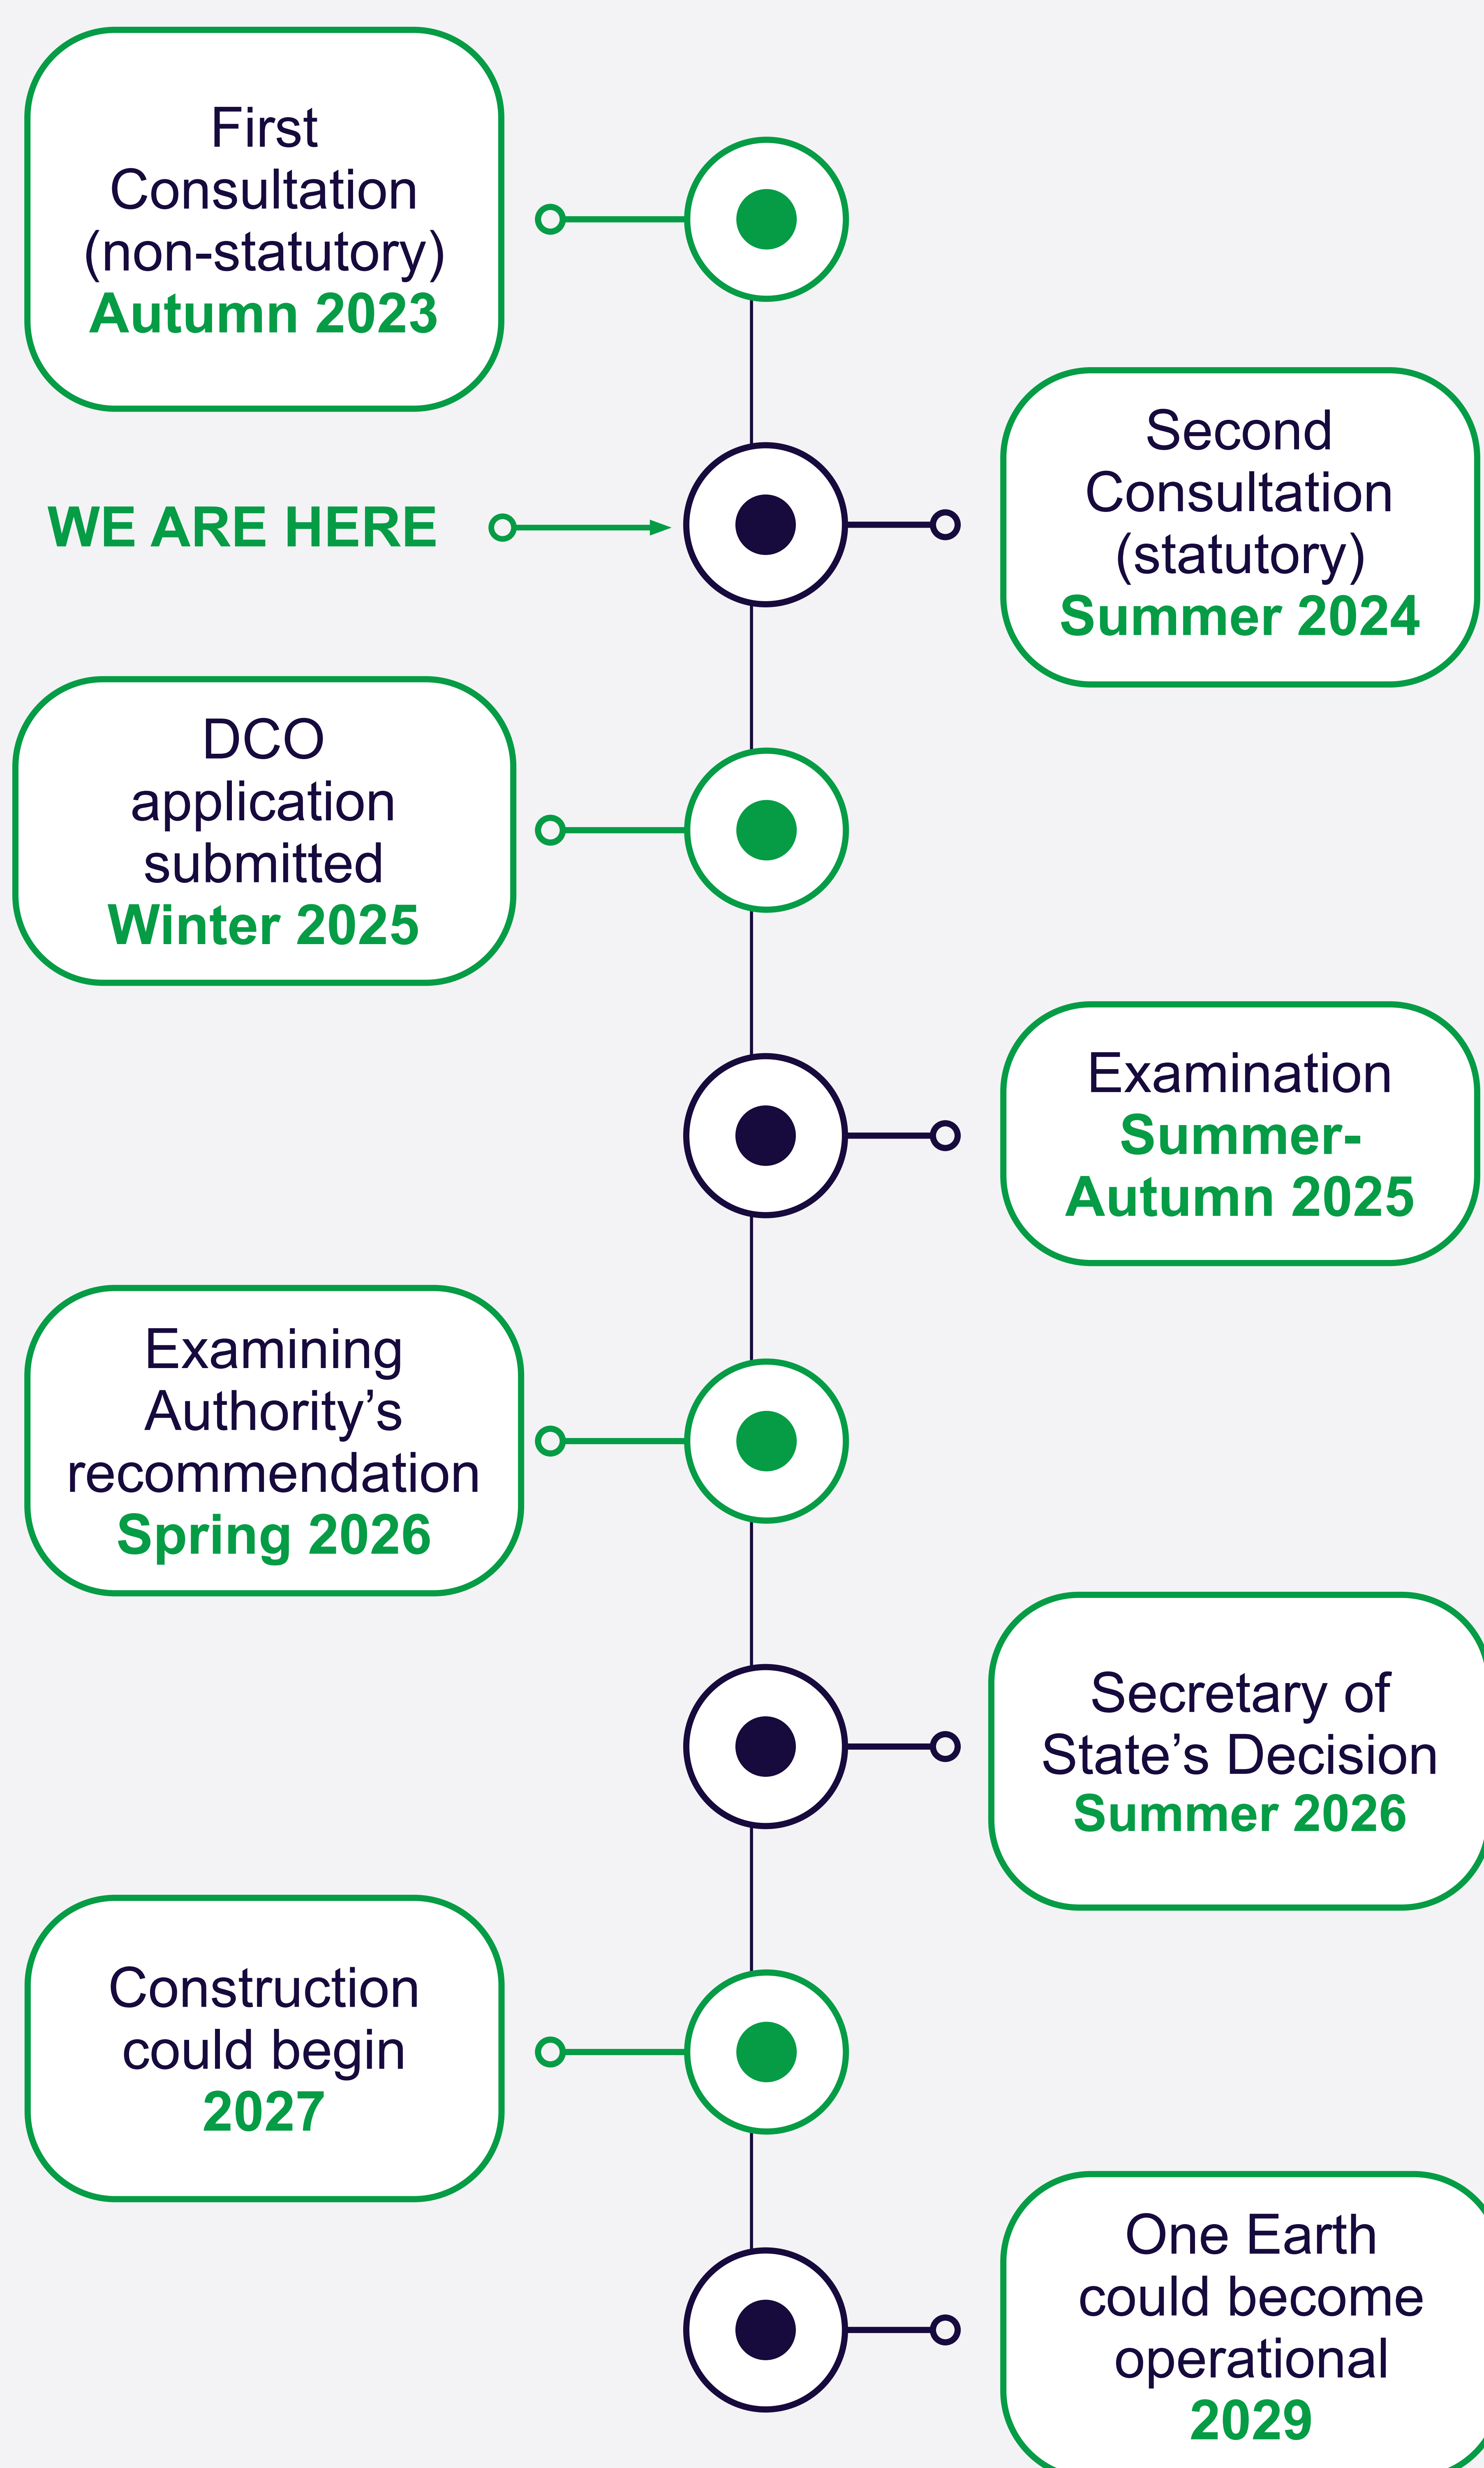 First
Consultation
(non-statutory)
Autumn 2023
WE ARE HERE
Second
Consultation
(statutory)
Summer 2024
DCO
application
submitted
Winter 2025
Examination
Summer-
Autumn 2025
Examining
Authority’s
recommendation
Spring 2026
Secretary of
State’s Decision
Summer 2026
Construction
could begin
2027
One Earth
could become
operational
2029